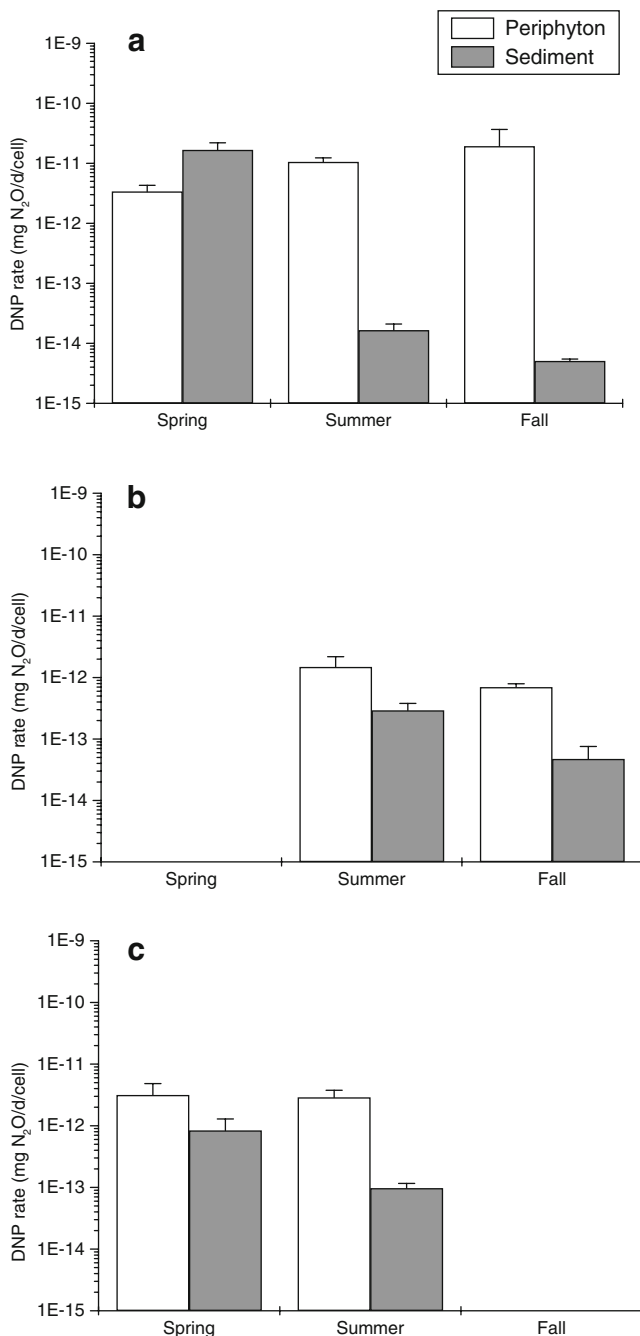 a
Periphyton
Sediment
DNP rate (mg N₂O/d/cell)
1E-9
1E-10
1E-11
1E-12
1E-13
1E-14
1E-15
Spring Summer Fall
b
DNP rate (mg N₂O/d/cell)
1E-9
1E-10
1E-11
1E-12
1E-13
1E-14
1E-15
Spring Summer Fall
c
DNP rate (mg N₂O/d/cell)
1E-9
1E-10
1E-11
1E-12
1E-13
1E-14
1E-15
Spring Summer Fall